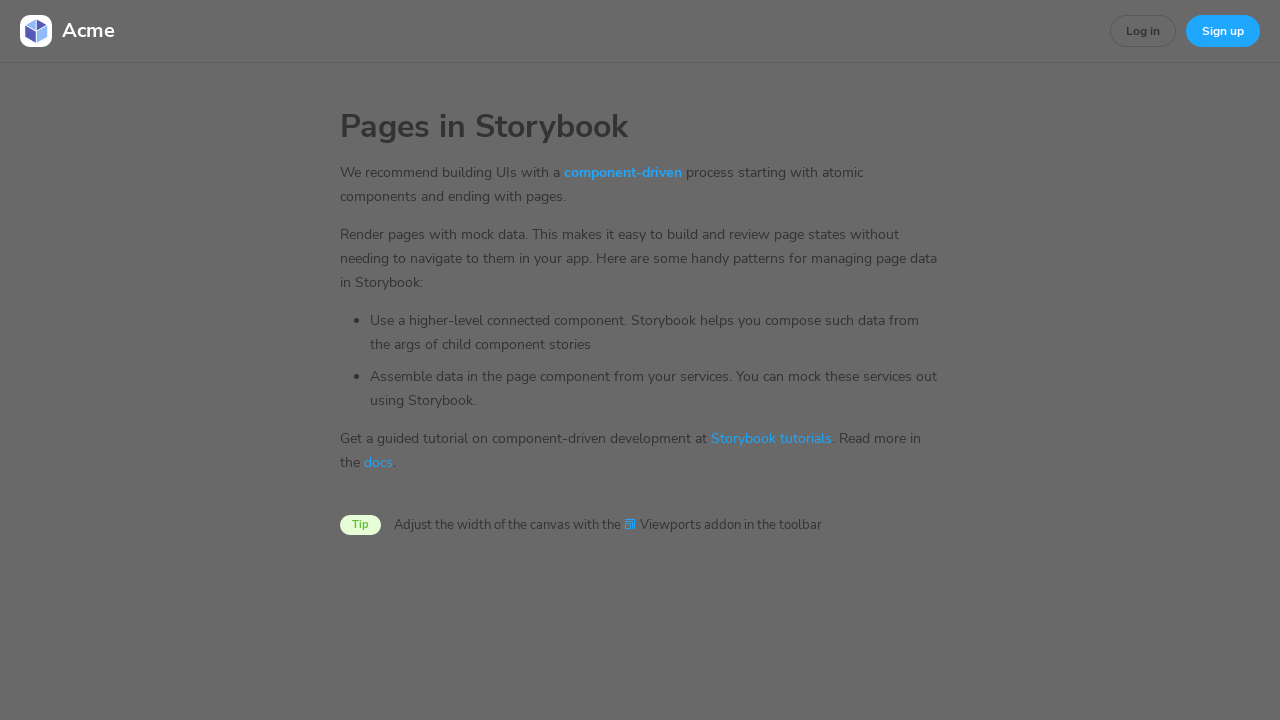 Acme
Log in
Sign up
Pages in Storybook
We recommend building UIs with a component-driven process starting with atomic
components and ending with pages.
Render pages with mock data. This makes it easy to build and review page states without
needing to navigate to them in your app. Here are some handy patterns for managing page data
in Storybook:
Use a higher-level connected component. Storybook helps you compose such data from
the args of child component stories
Assemble data in the page component from your services. You can mock these services out
using Storybook.
Get a guided tutorial on component-driven development at Storybook tutorials. Read more in
the docs.
Tip
Adjust the width of the canvas with the Viewports addon in the toolbar